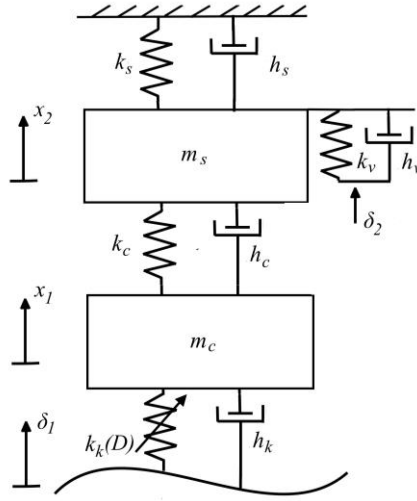 k_s
h_s
x_2
m_s
k_v
h_v
δ_2
k_c
h_c
x_1
m_c
δ_1
k_k(D)
h_k